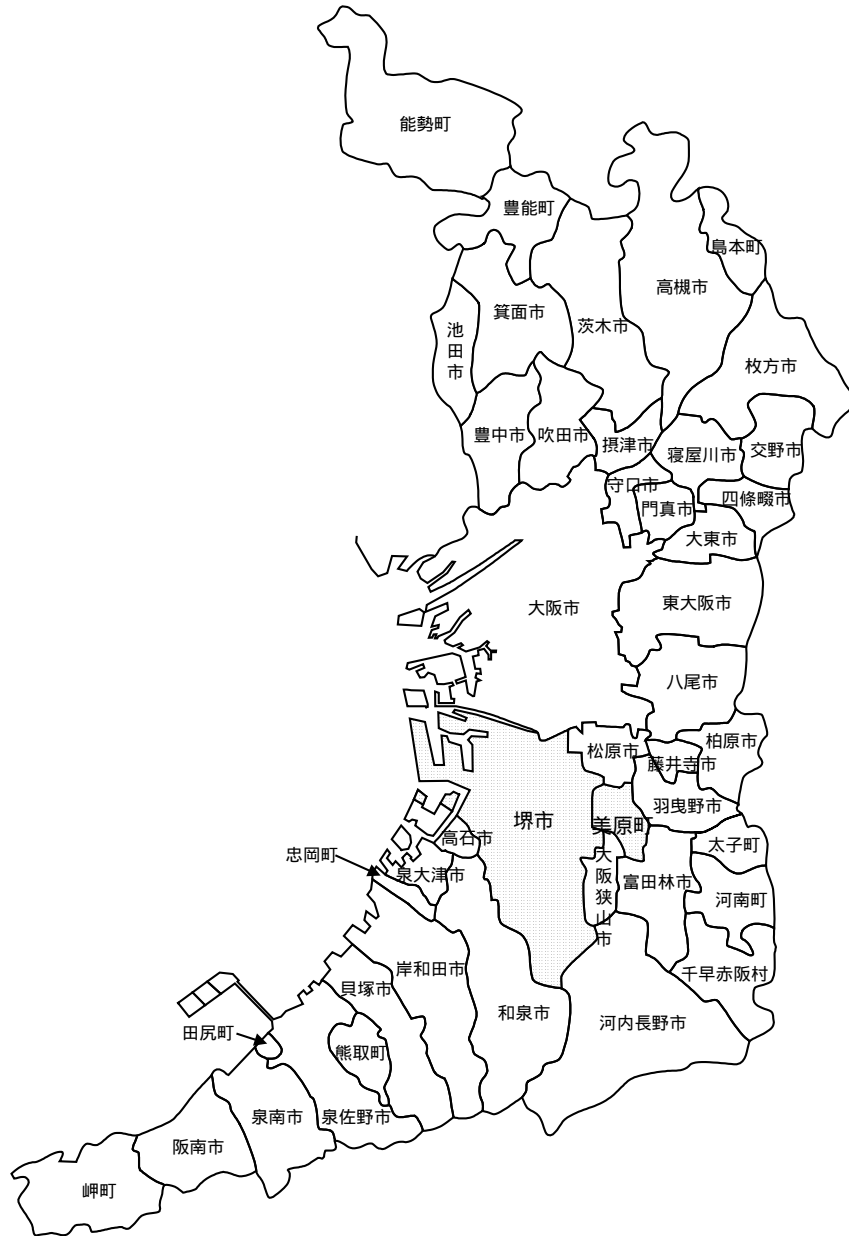 能勢町
豊能町
島本町
高槻市
箕面市
茨木市
池田市
枚方市
豊中市
吹田市
摂津市
寝屋川市
交野市
守口市
門真市
四條畷市
大東市
大阪市
東大阪市
八尾市
柏原市
松原市
藤井寺市
羽曳野市
堺市
美原町
高石市
太子町
忠岡町
泉大津市
大阪狭山市
富田林市
河南町
岸和田市
千早赤阪村
貝塚市
和泉市
河内長野市
田尻町
熊取町
泉南市
泉佐野市
阪南市
岬町